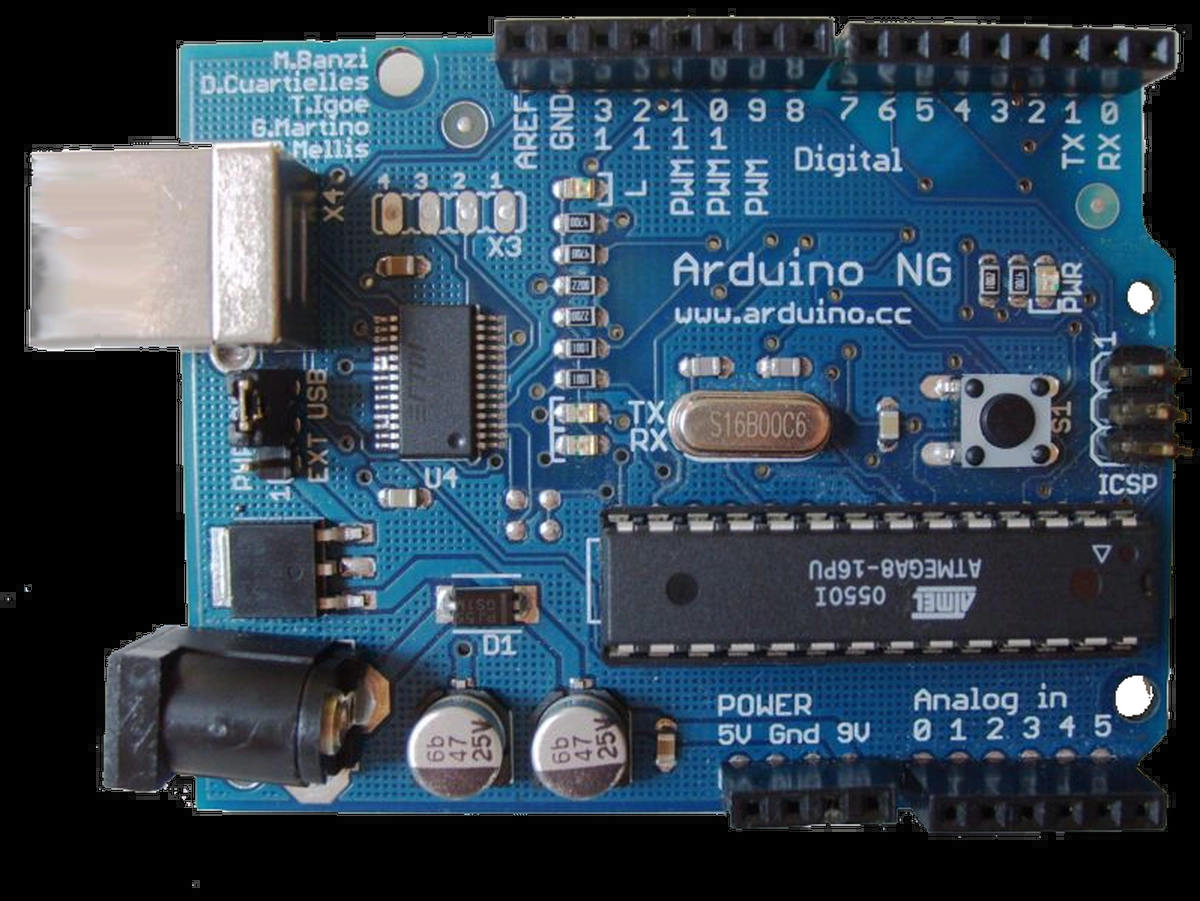 M.Banzi
D.Cuartielles
T.Igoe
G.Martino
Mellis
AREF
GND
13
12
11
10
9
8
7
6
5
4
3
2
1
0
TX
RX
PWM
PWM
PWM
L
Digital
X4
4 3 2 1
X3
Arduino NG
www.arduino.cc
PWR
1
TX
RX
S16B00C6
S1
ICSP
USB
EXT
1
U4
ATMEGA8-16PU
0550I
ATMEL
D1
6b
47
25V
6b
47
25V
POWER
5V Gnd 9V
Analog in
0 1 2 3 4 5